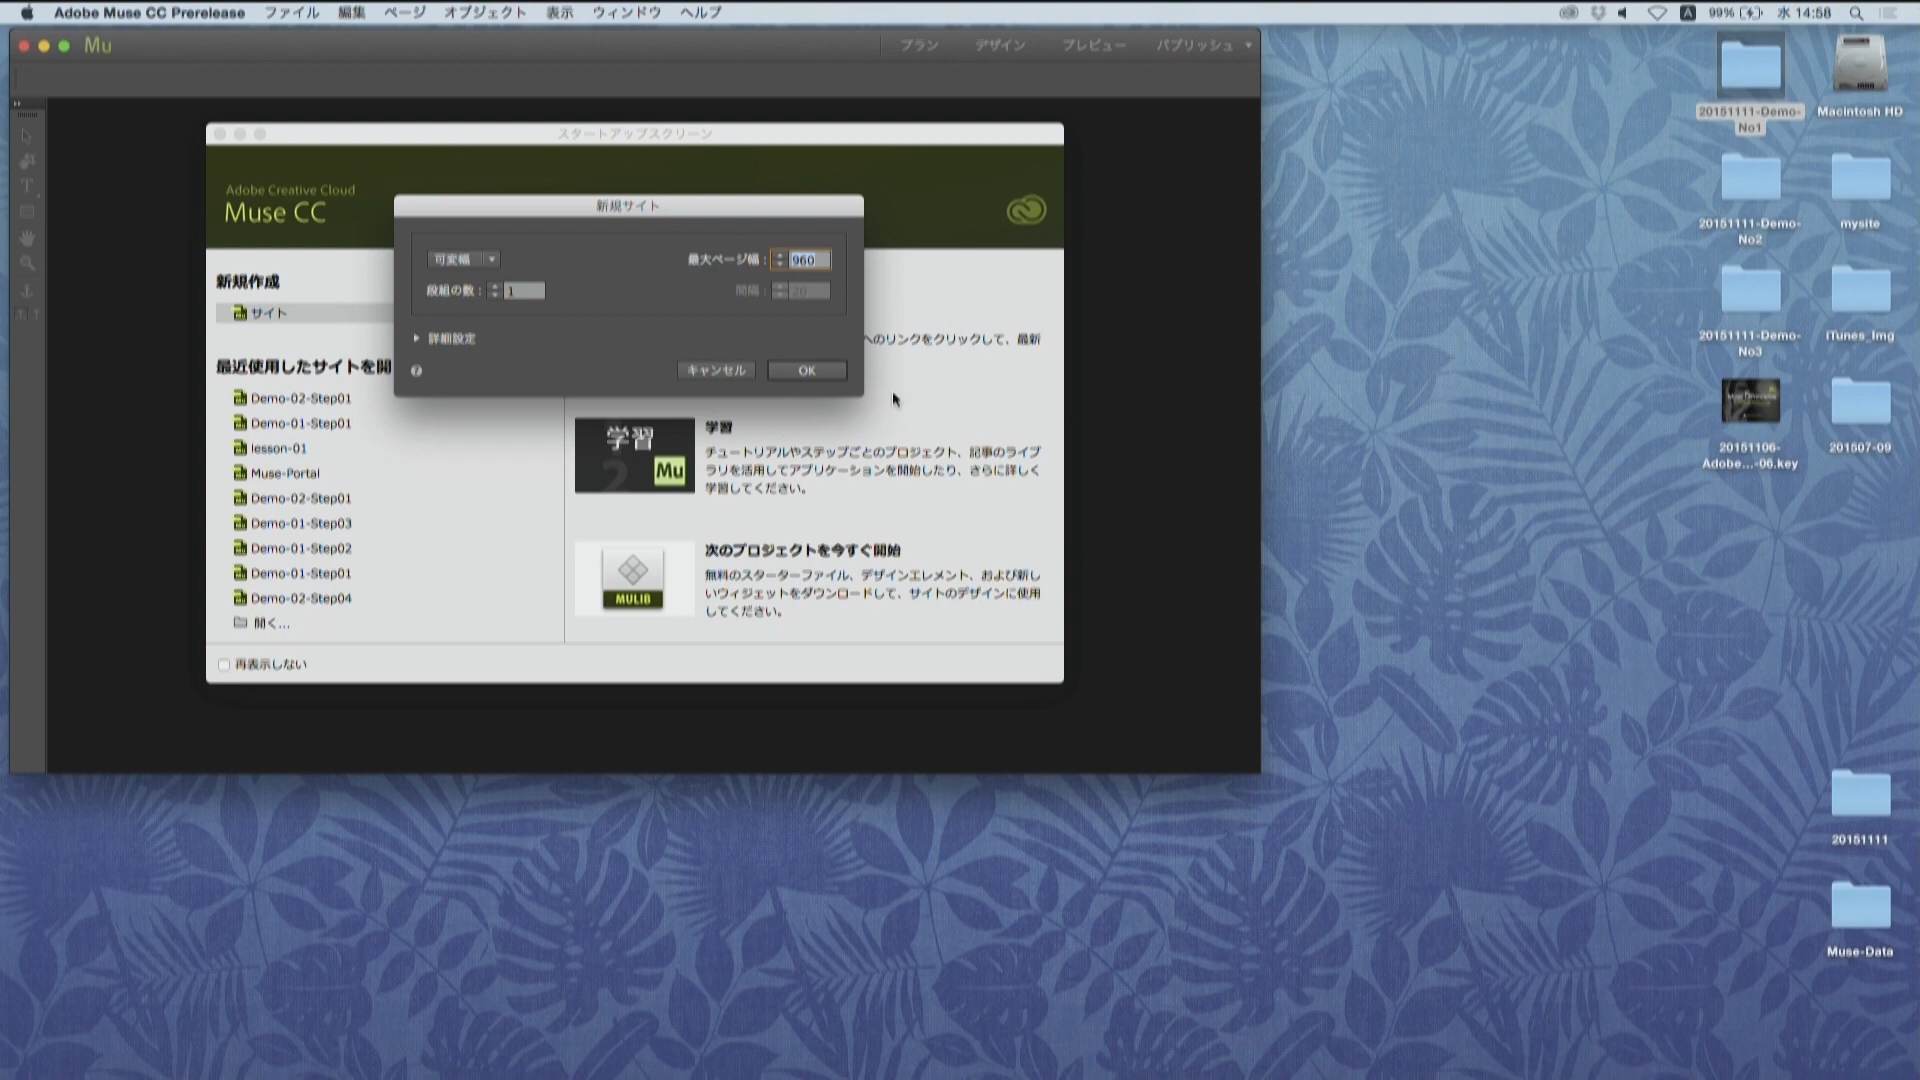 Adobe Muse CC Prerelease ファイル 編集 ページ オブジェクト 表示 ウィンドウ ヘルプ
A 99% 水 14:58
Mu プラン デザイン プレビュー パブリッシュ
スタートアップスクリーン
Adobe Creative Cloud
Muse CC
新規サイト
可変幅 最大ページ幅 : 960
段組の数 : 1 間隔 : 20
詳細設定
キャンセル OK
新規作成
サイト
最近使用したサイトを開
Demo-02-Step01
Demo-01-Step01
lesson-01
Muse-Portal
Demo-02-Step01
Demo-01-Step03
Demo-01-Step02
Demo-01-Step01
Demo-02-Step04
開く...
再表示しない
へのリンクをクリックして、最新
学習
Mu
学習
チュートリアルやステップごとのプロジェクト、記事のライブ
ラリを活用してアプリケーションを開始したり、さらに詳しく
学習してください。
MULIB
次のプロジェクトを今すぐ開始
無料のスターターファイル、デザインエレメント、および新し
いウィジェットをダウンロードして、サイトのデザインに使用
してください。
20151111-Demo-
No1
Macintosh HD
20151111-Demo-
No2
mysite
20151111-Demo-
No3
iTunes_Img
20151106-
Adobe...-06.key
201507-09
20151111
Muse-Data